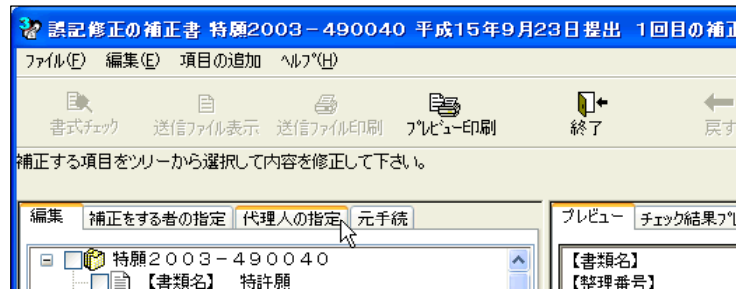 誤記修正の補正書 特願2003－490040 平成15年9月23日提出 1回目の補正
ファイル(F) 編集(E) 項目の追加 ヘルプ(H)
書式チェック 送信ファイル表示 送信ファイル印刷 プレビュー印刷 終了 戻す
補正する項目をツリーから選択して内容を修正して下さい。
編集 補正をする者の指定 代理人の指定 元手続 プレビュー チェック結果プレ
特願2003－490040 【書類名】
【書類名】 特許願 【整理番号】